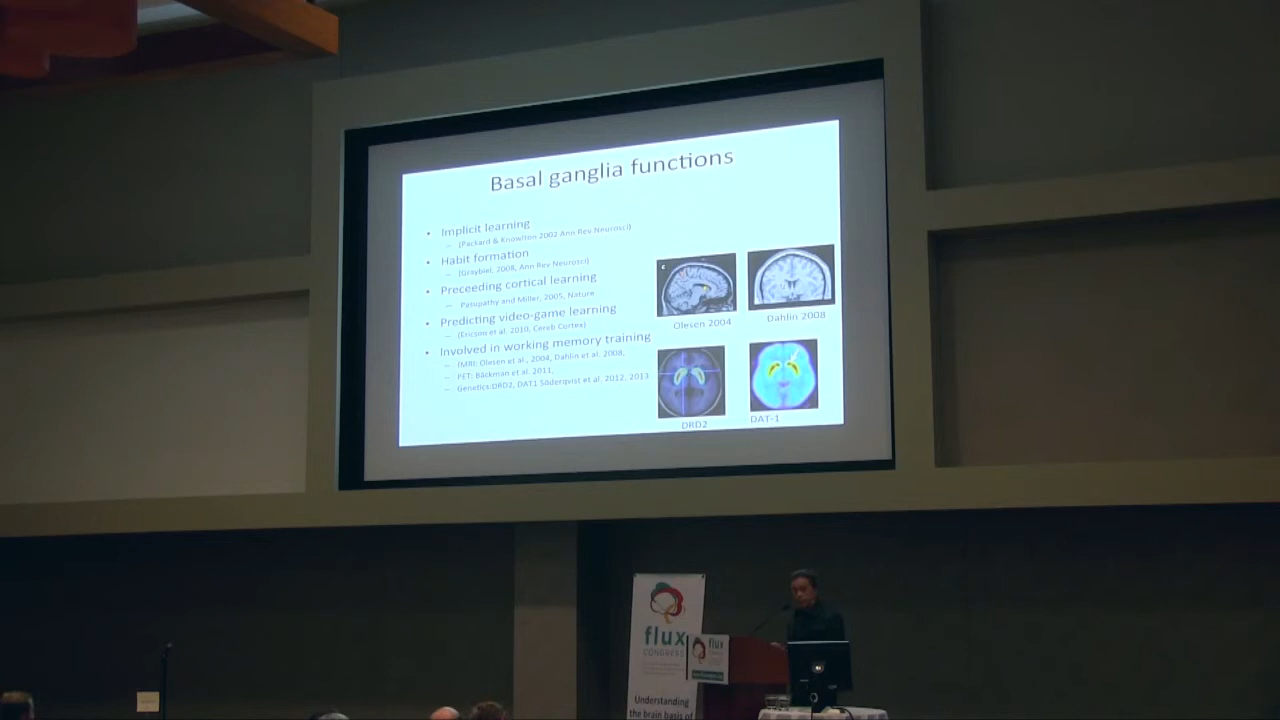 Basal ganglia functions
• Implicit learning
– (Packard & Knowlton 2002 Ann Rev Neurosci)
• Habit formation
– (Graybiel, 2008, Ann Rev Neurosci)
• Preceeding cortical learning
– Pasupathy and Miller, 2005, Nature
• Predicting video-game learning
– (Ericson et al. 2010, Cereb Cortex)
• Involved in working memory training
– fMRI: Olesen et al., 2004, Dahlin et al. 2008,
– PET: Bäckman et al. 2011,
– Genetics:DRD2, DAT1 Söderqvist et al. 2012, 2013
Olesen 2004
Dahlin 2008
DRD2
DAT-1
flux
CONGRESS
Understanding
the brain basis of
flux